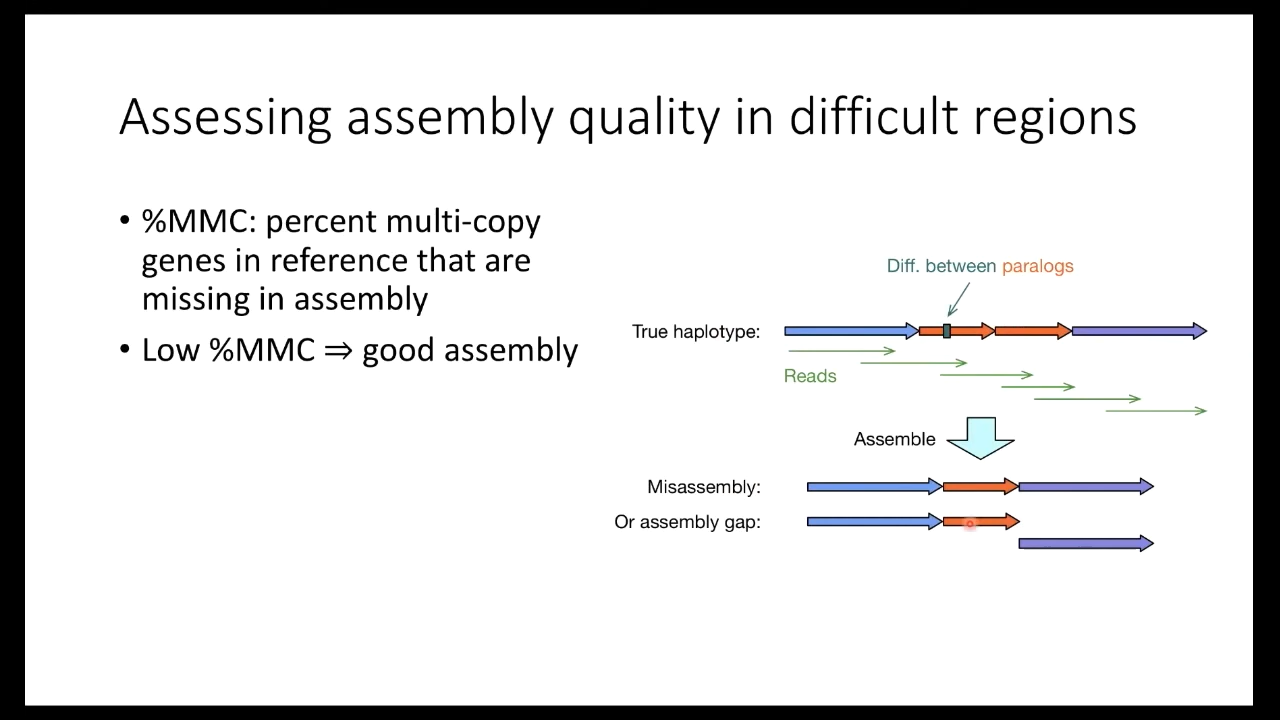 Assessing assembly quality in difficult regions
• %MMC: percent multi-copy
genes in reference that are
missing in assembly
• Low %MMC ⇒ good assembly
Diff. between paralogs
True haplotype:
Reads
Assemble
Misassembly:
Or assembly gap: